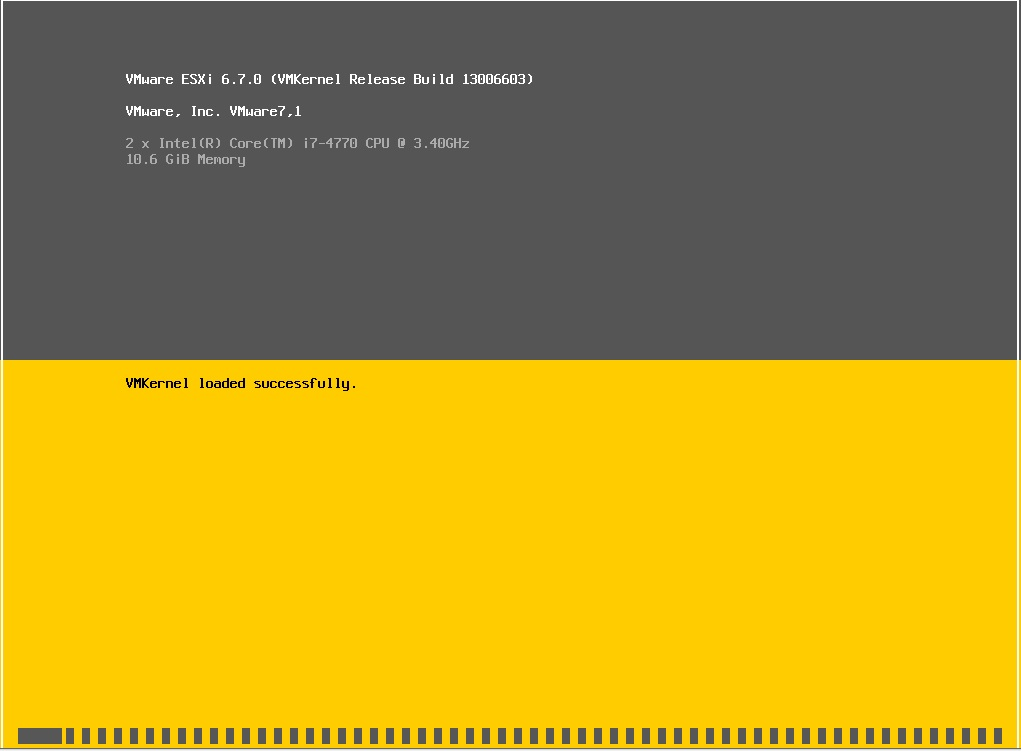 VMware ESXi 6.7.0 (VMKernel Release Build 13006603)
VMware, Inc. VMware7,1
2 x Intel(R) Core(TM) i7-4770 CPU @ 3.40GHz
10.6 GiB Memory
VMKernel loaded successfully.